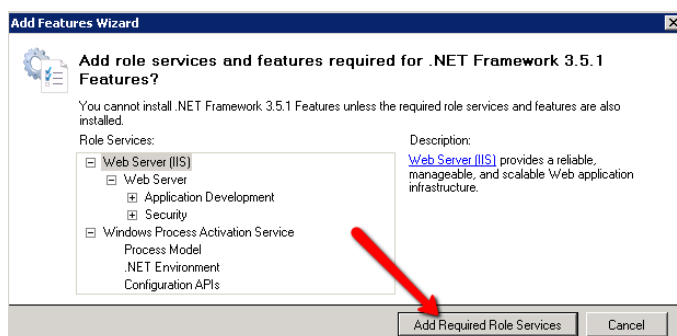 Add Features Wizard
Add role services and features required for .NET Framework 3.5.1
Features?
You cannot install .NET Framework 3.5.1 Features unless the required role services and features are also
installed.
Role Services:
Web Server (IIS)
Web Server
Application Development
Security
Windows Process Activation Service
Process Model
.NET Environment
Configuration APIs
Description:
Web Server (IIS) provides a reliable,
manageable, and scalable Web application
infrastructure.
Add Required Role Services
Cancel